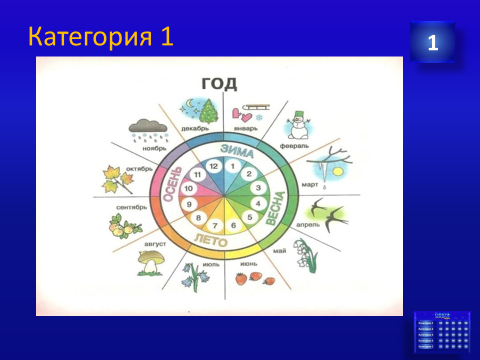 Категория 1
1
ГОД
декабрь
январь
ноябрь
февраль
октябрь
март
сентябрь
апрель
август
май
июль
июнь
ЗИМА
ВЕСНА
ЛЕТО
ОСЕНЬ
12 1
11 2
10 3
9 4
8 5
7 6